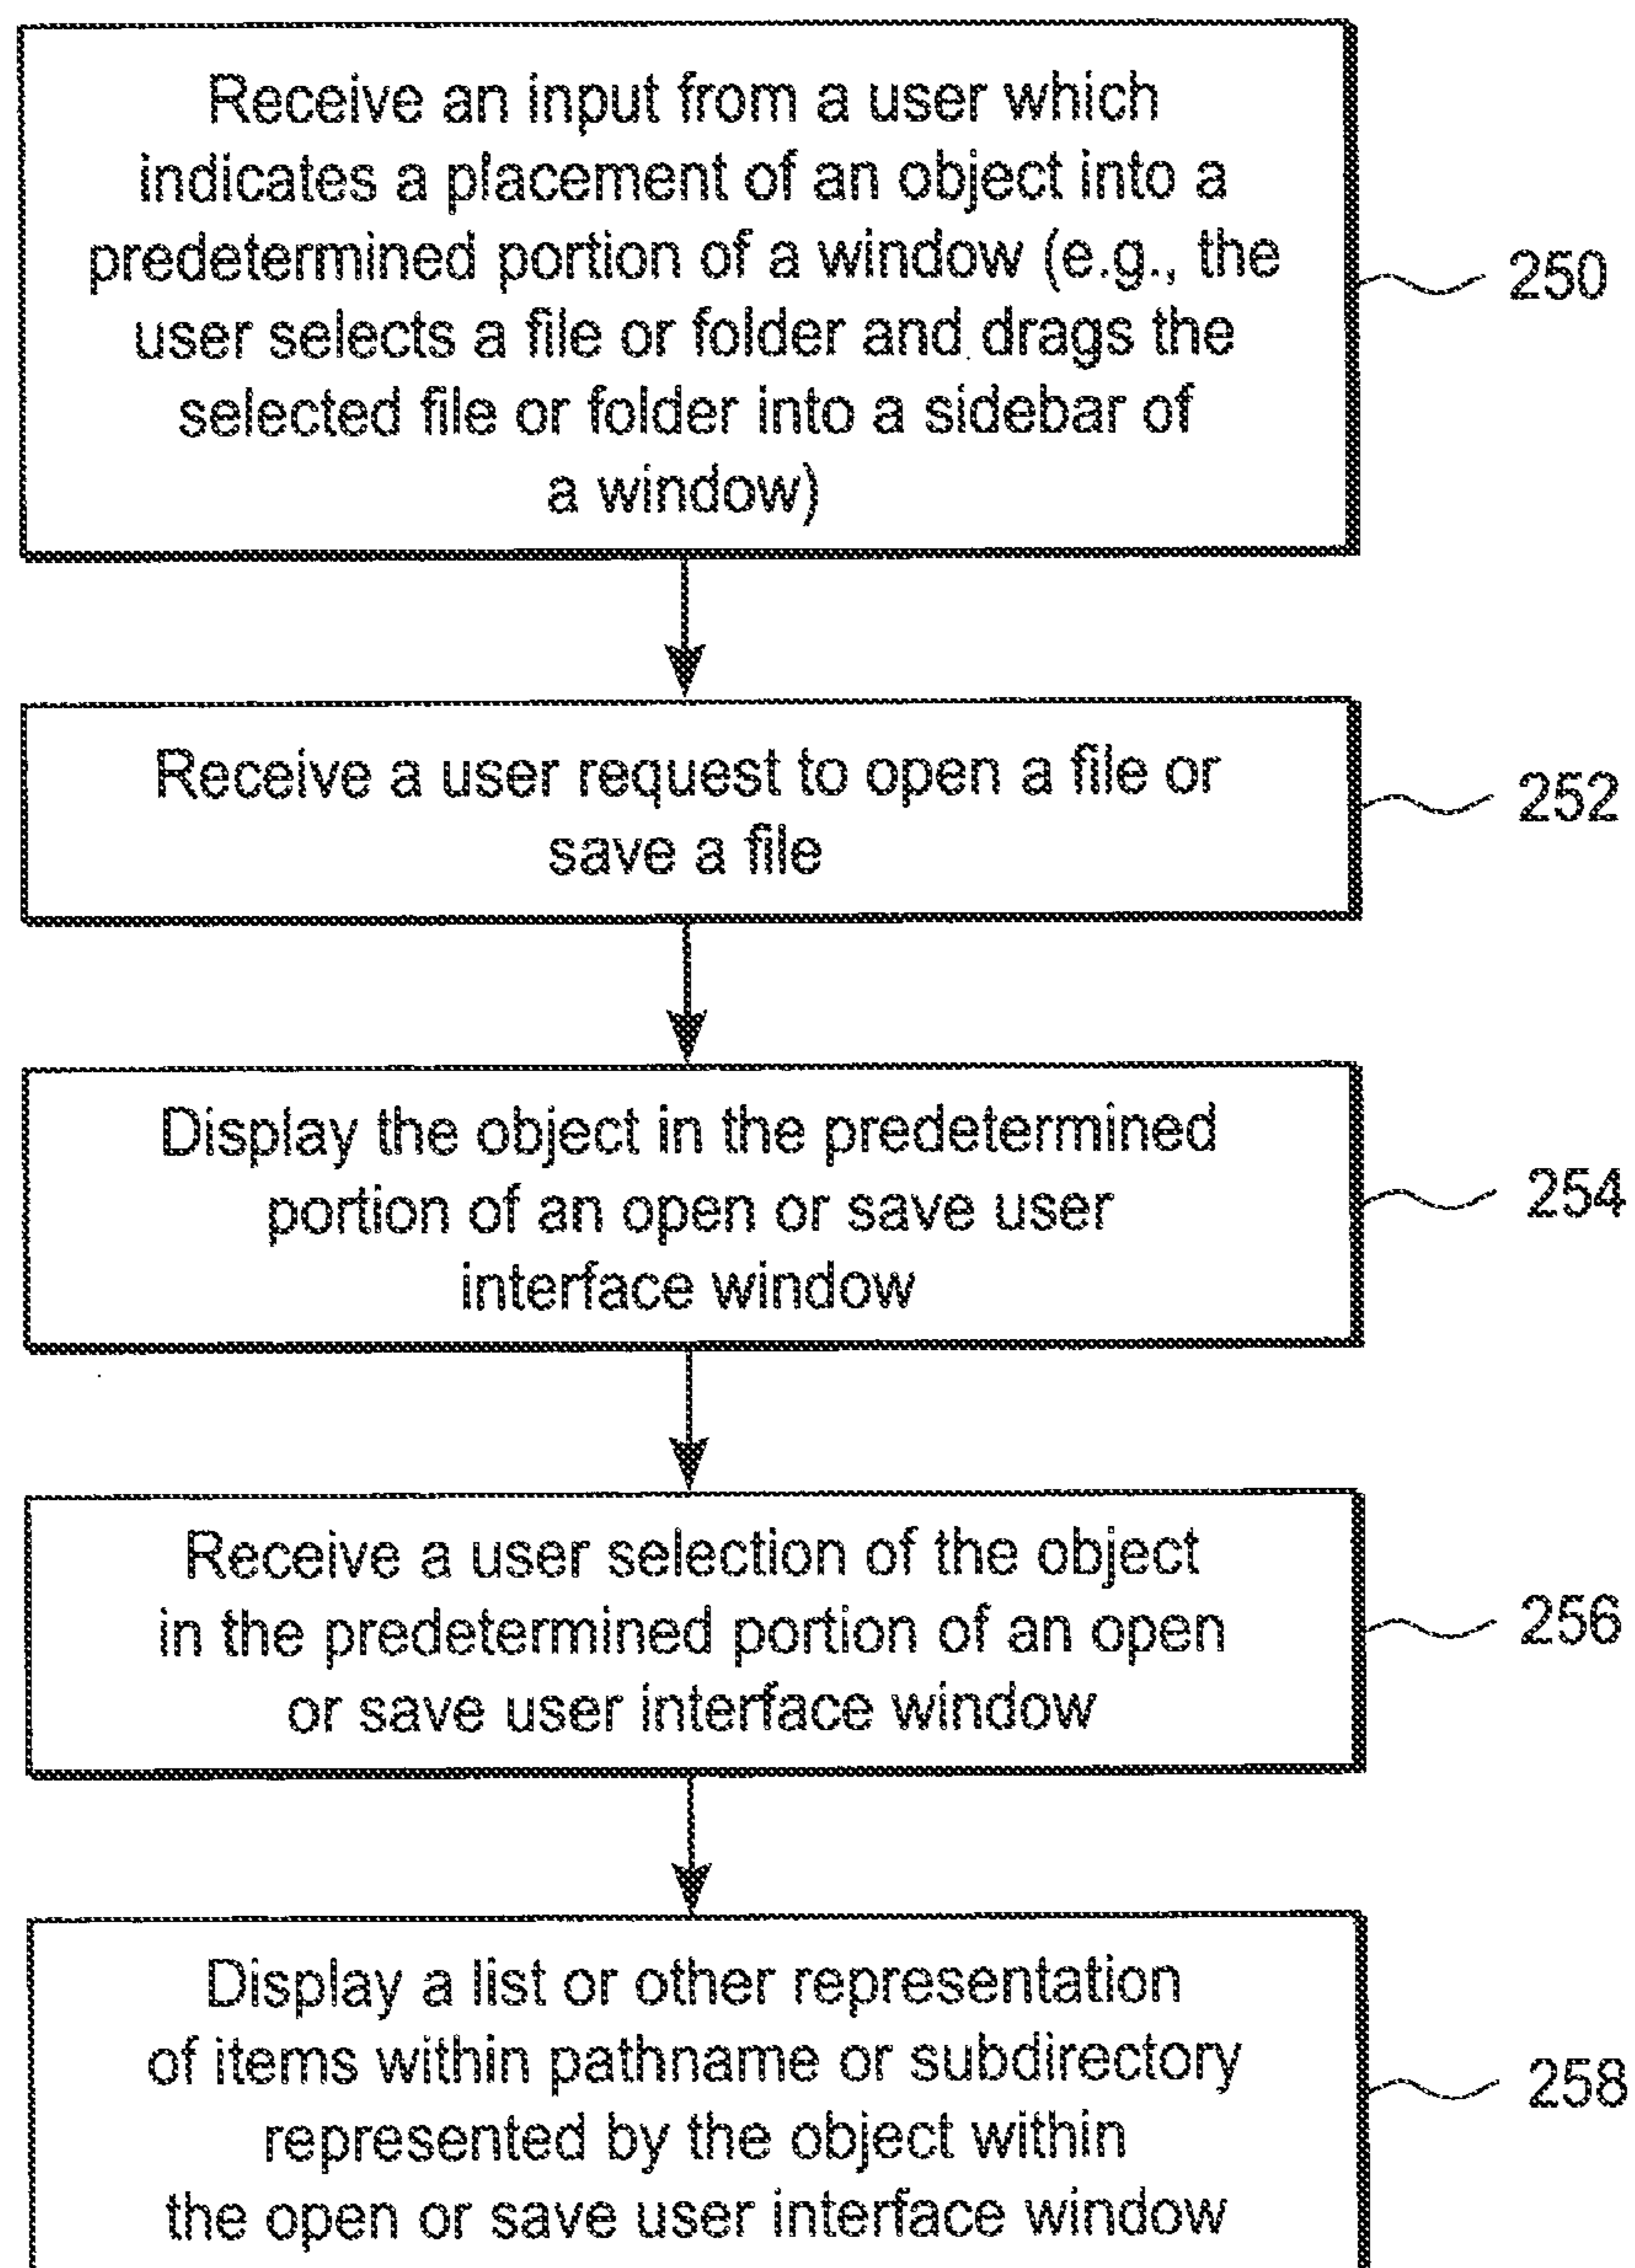 Receive an input from a user which
indicates a placement of an object into a
predetermined portion of a window (e.g., the
user selects a file or folder and drags the
selected file or folder into a sidebar of
a window)
250
Receive a user request to open a file or
save a file
252
Display the object in the predetermined
portion of an open or save user
interface window
254
Receive a user selection of the object
in the predetermined portion of an open
or save user interface window
256
Display a list or other representation
of items within pathname or subdirectory
represented by the object within
the open or save user interface window
258